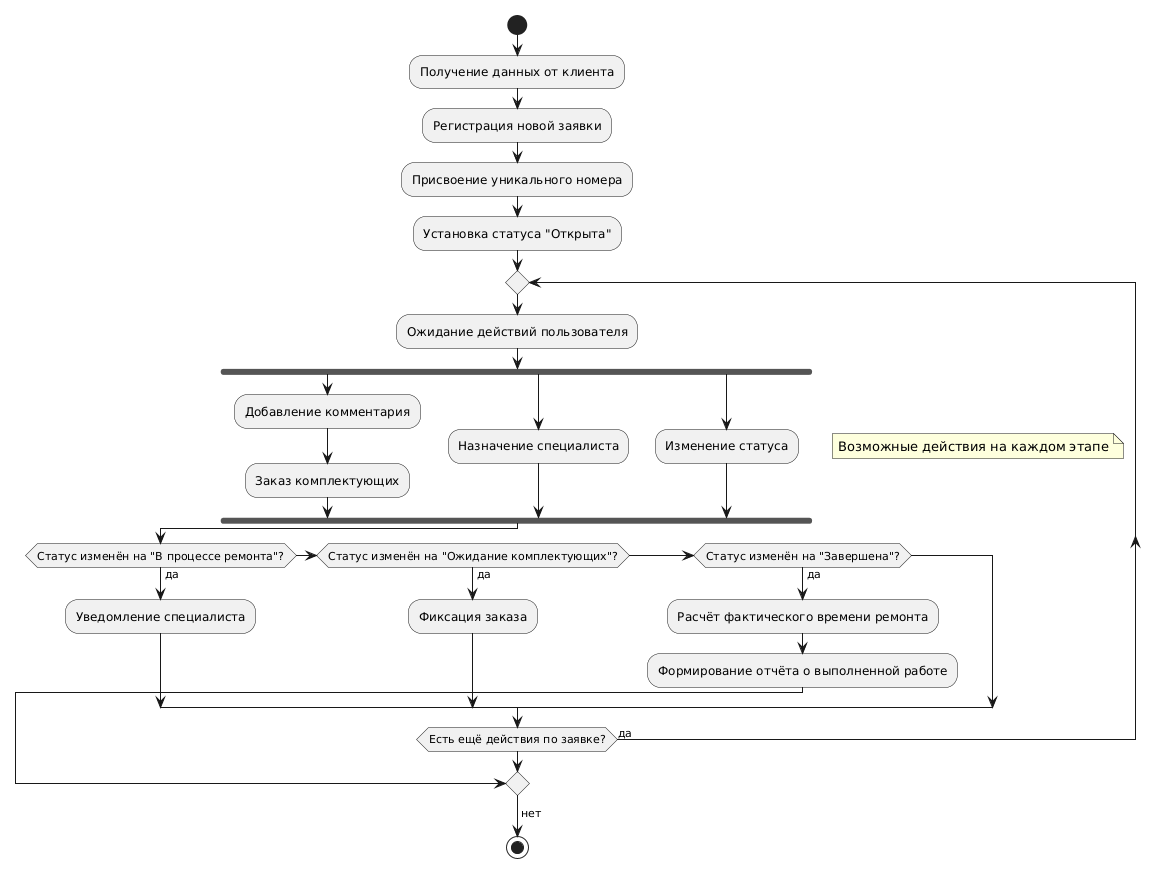 Получение данных от клиента
Регистрация новой заявки
Присвоение уникального номера
Установка статуса "Открыта"
Ожидание действий пользователя
Добавление комментария
Заказ комплектующих
Назначение специалиста
Изменение статуса
Возможные действия на каждом этапе
Статус изменён на "В процессе ремонта"?
да
Уведомление специалиста
Статус изменён на "Ожидание комплектующих"?
да
Фиксация заказа
Статус изменён на "Завершена"?
да
Расчёт фактического времени ремонта
Формирование отчёта о выполненной работе
Есть ещё действия по заявке?
да
нет